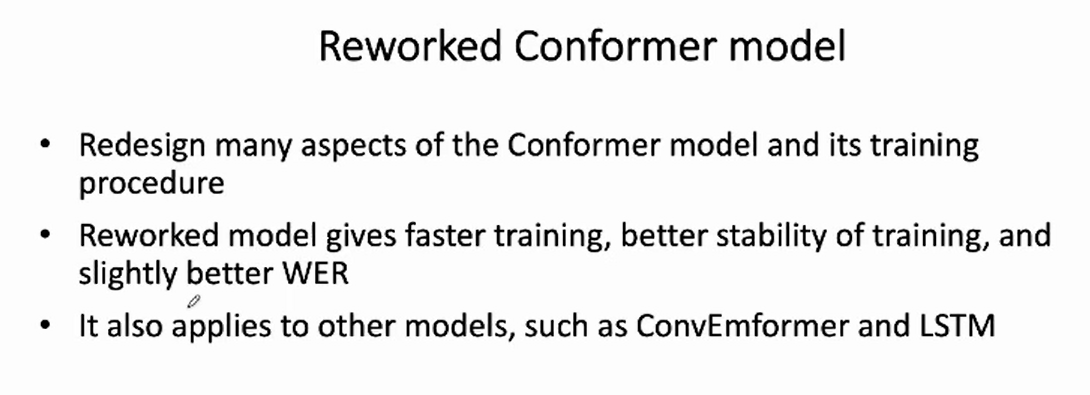 Reworked Conformer model
• Redesign many aspects of the Conformer model and its training
procedure
• Reworked model gives faster training, better stability of training, and
slightly better WER
• It also applies to other models, such as ConvEmformer and LSTM